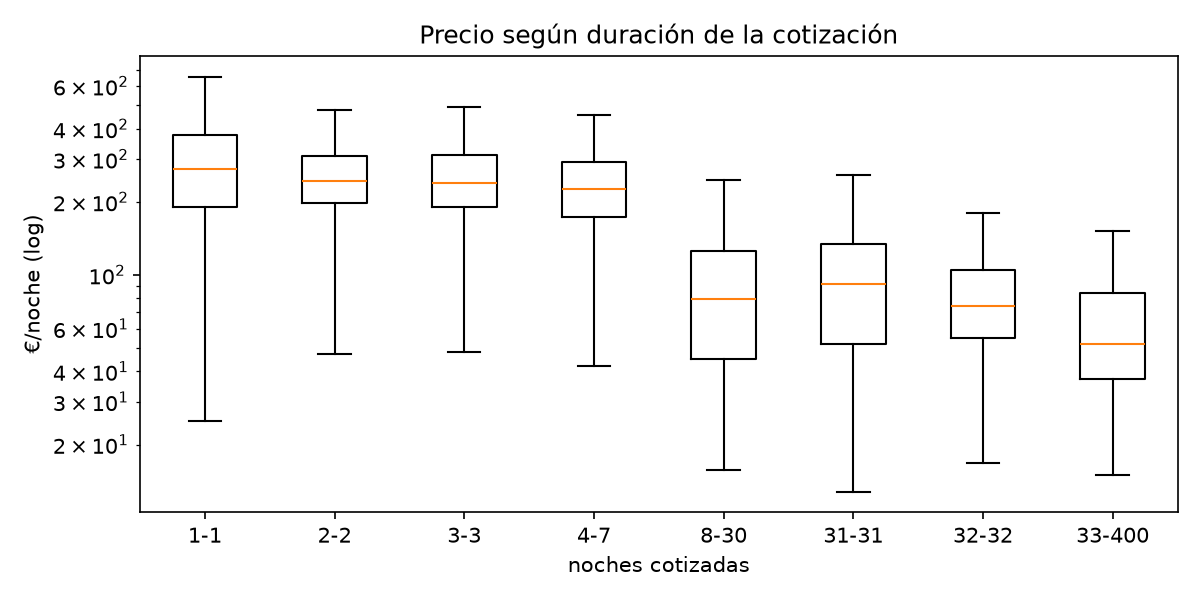 Precio según duración de la cotización
6 × 10²
4 × 10²
3 × 10²
2 × 10²
10²
6 × 10¹
4 × 10¹
3 × 10¹
2 × 10¹
€/noche (log)
1-1 2-2 3-3 4-7 8-30 31-31 32-32 33-400
noches cotizadas